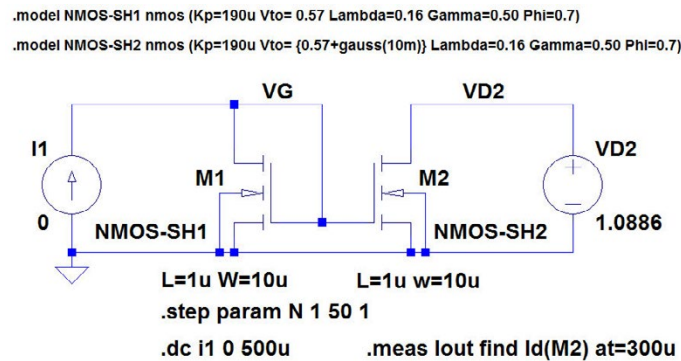 .model NMOS-SH1 nmos (Kp=190u Vto= 0.57 Lambda=0.16 Gamma=0.50 Phi=0.7)
.model NMOS-SH2 nmos (Kp=190u Vto= {0.57+gauss(10m)} Lambda=0.16 Gamma=0.50 Phi=0.7)
VG VD2
I1 M1 M2 VD2
0 NMOS-SH1 NMOS-SH2 1.0886
L=1u W=10u L=1u w=10u
.step param N 1 50 1
.dc i1 0 500u .meas Iout find Id(M2) at=300u